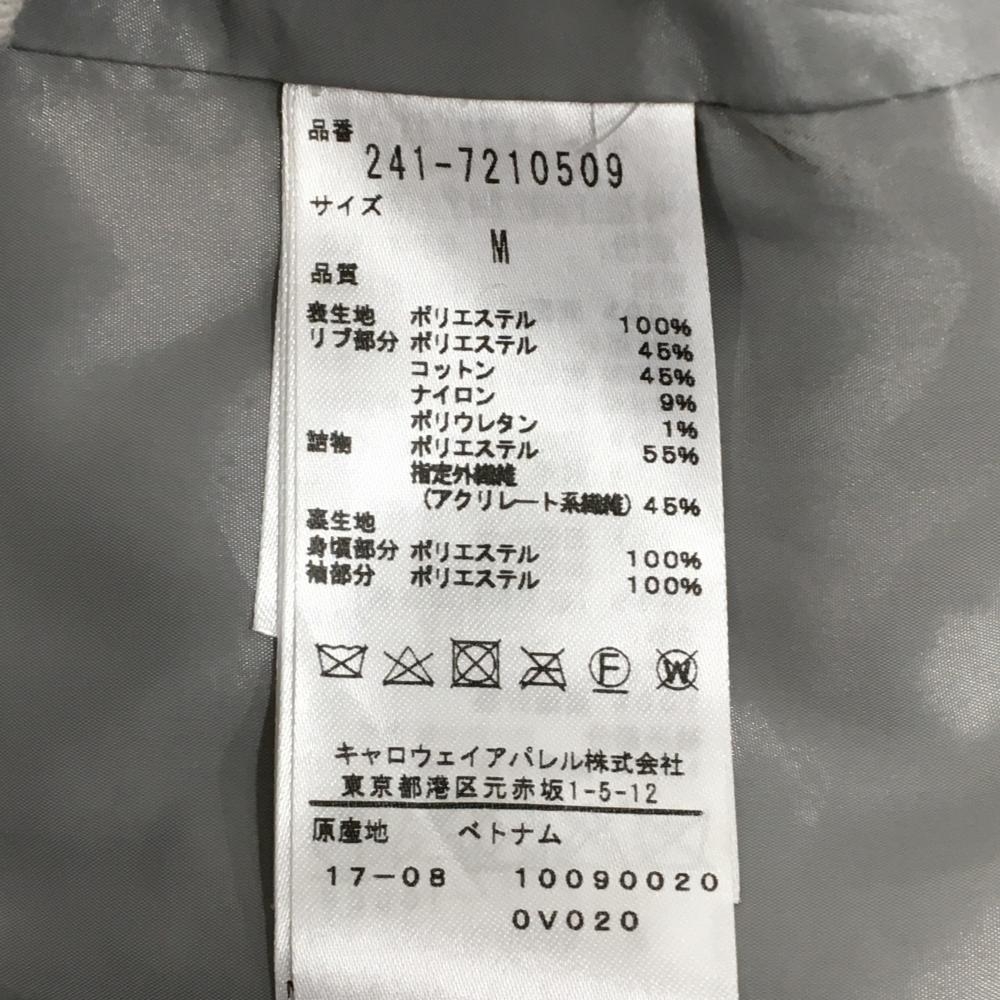 品番
241-7210509
サイズ
M
品質
表生地 ポリエステル 100%
リブ部分 ポリエステル 45%
コットン 45%
ナイロン 9%
ポリウレタン 1%
詰物 ポリエステル 55%
指定外繊維
(アクリレート系繊維) 45%
裏生地
身頃部分 ポリエステル 100%
袖部分 ポリエステル 100%
F W
キャロウェイアパレル株式会社
東京都港区元赤坂1-5-12
原産地 ベトナム
17-08 10090020
0V020